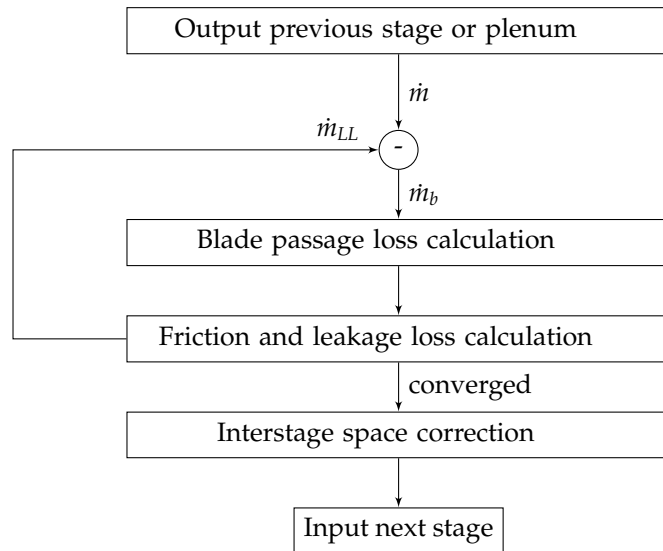 Output previous stage or plenum
ṁ
ṁ_LL
-
ṁ_b
Blade passage loss calculation
Friction and leakage loss calculation
converged
Interstage space correction
Input next stage